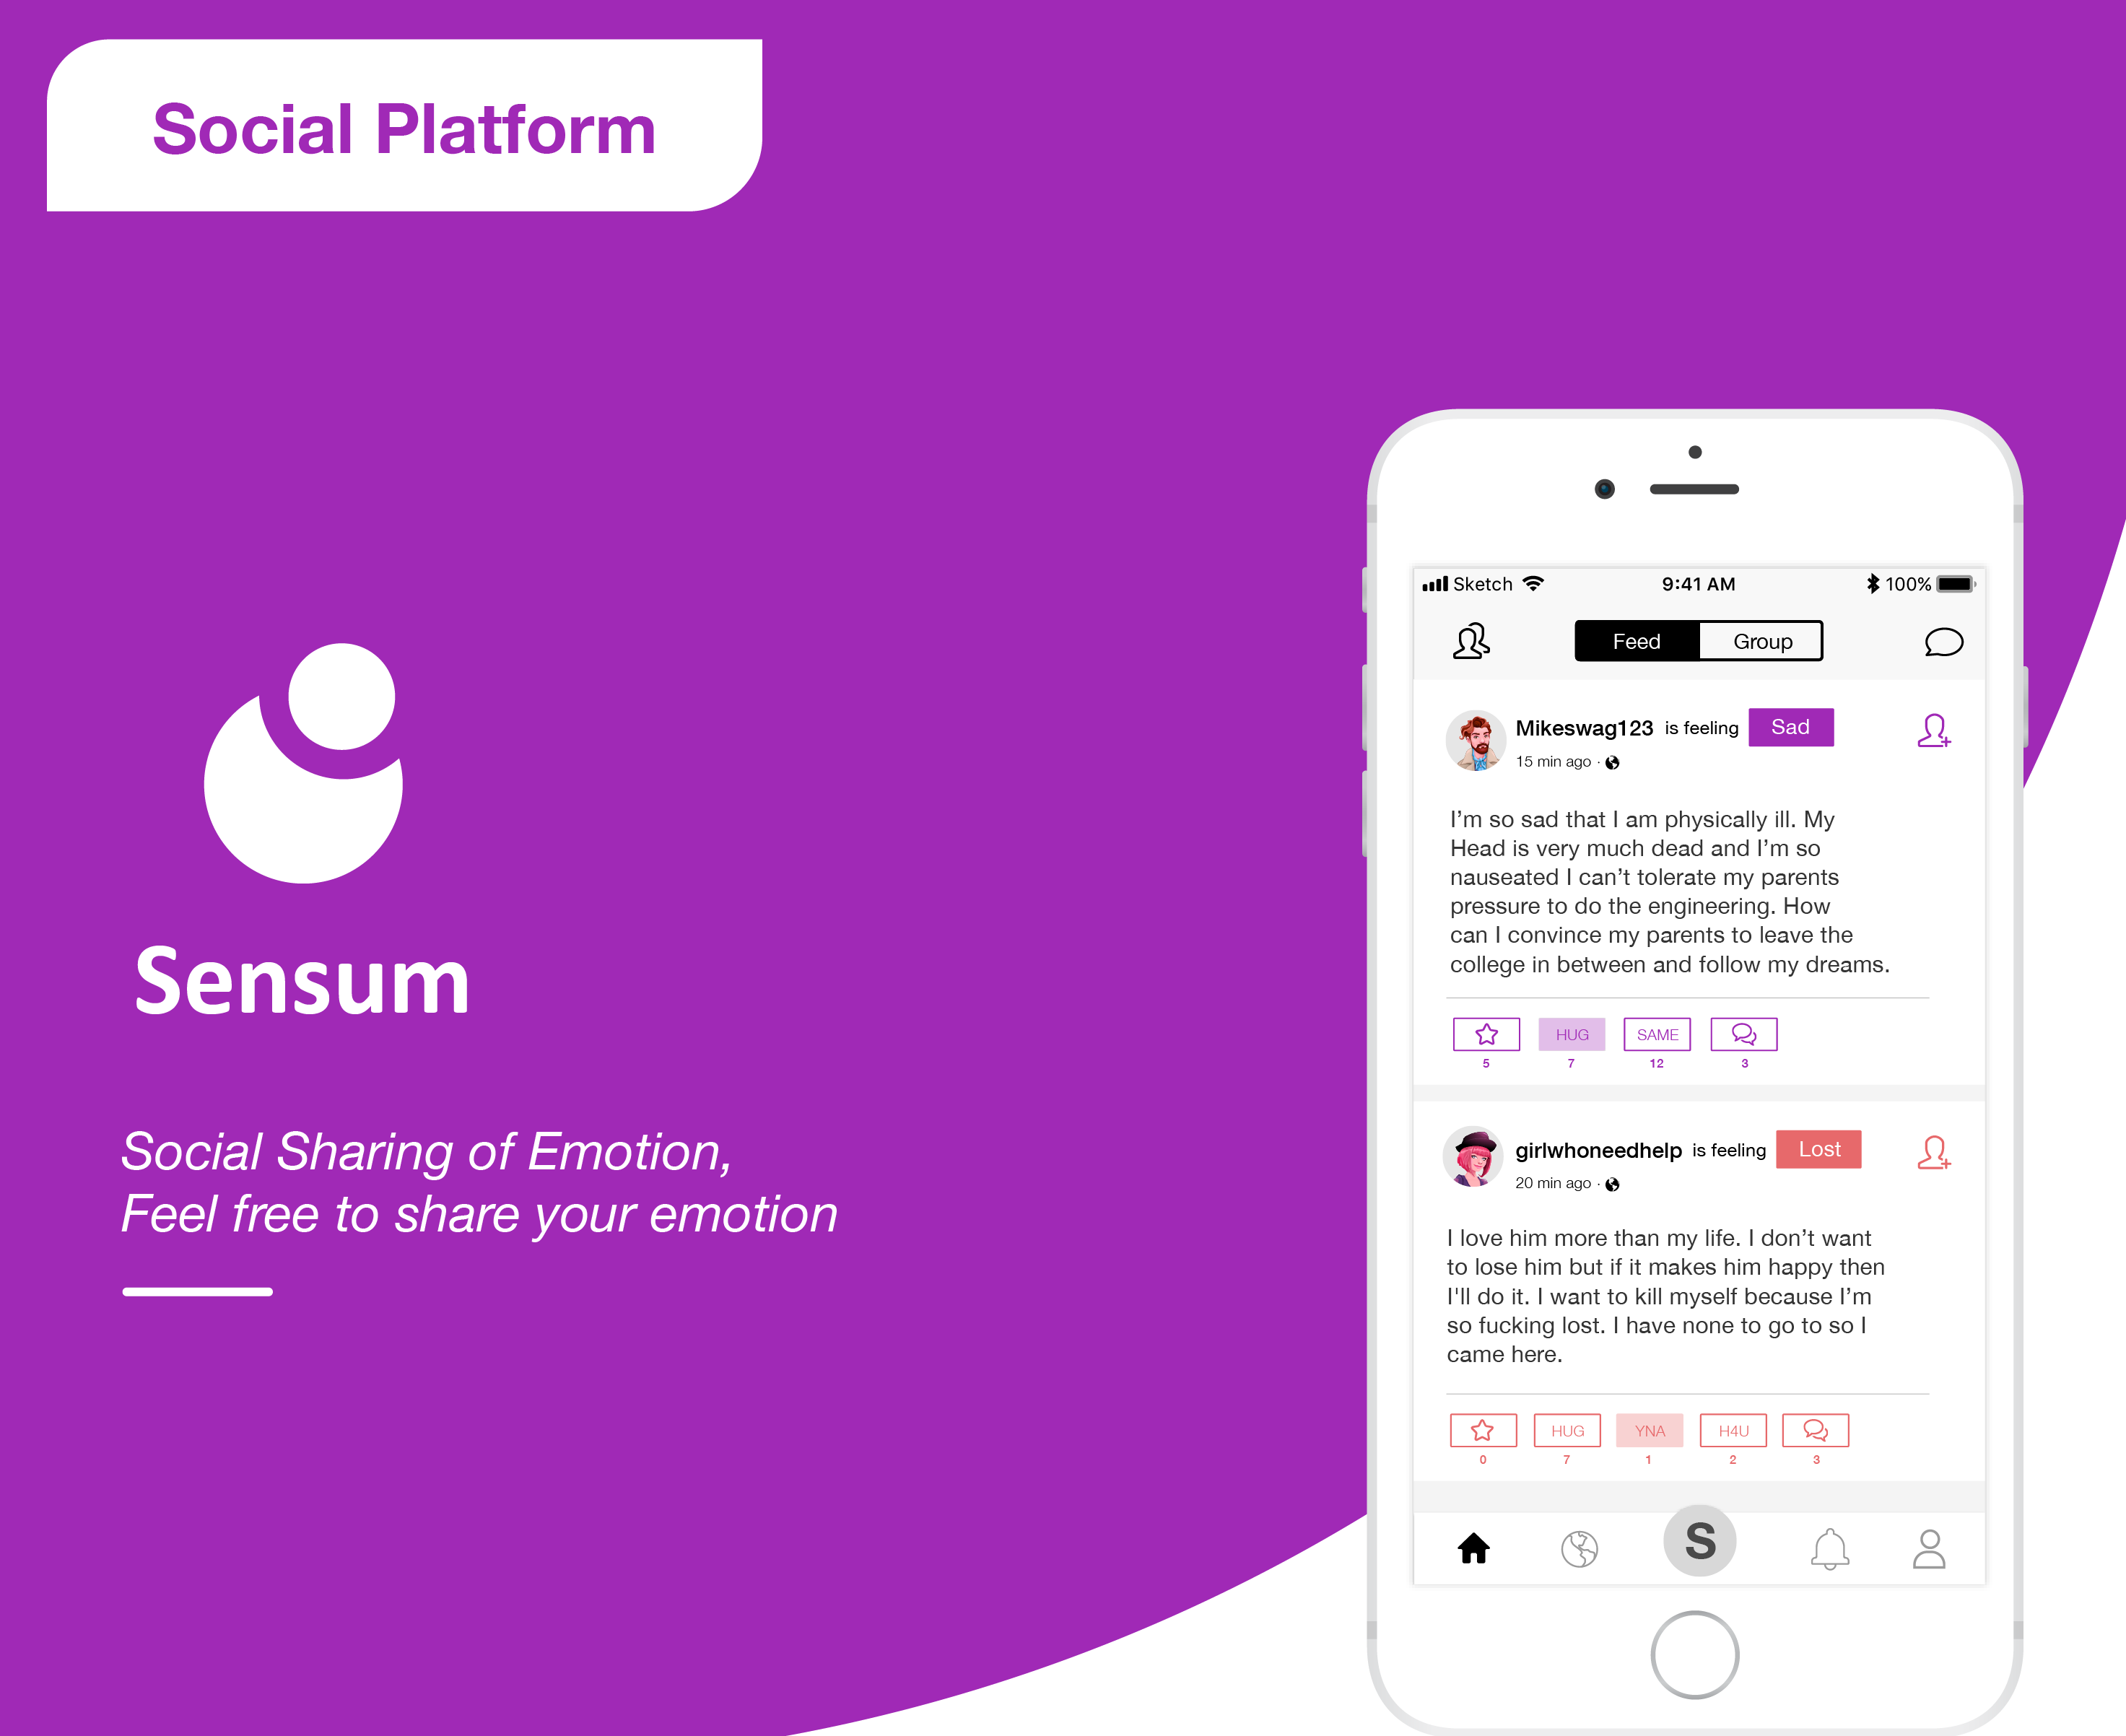 Social Platform
Sensum
Social Sharing of Emotion,
Feel free to share your emotion
Sketch 9:41 AM 100%
Feed Group
Mikeswag123 is feeling Sad
15 min ago ·
I’m so sad that I am physically ill. My
Head is very much dead and I’m so
nauseated I can’t tolerate my parents
pressure to do the engineering. How
can I convince my parents to leave the
college in between and follow my dreams.
HUG SAME
5 7 12 3
girlwhoneedhelp is feeling Lost
20 min ago ·
I love him more than my life. I don’t want
to lose him but if it makes him happy then
I'll do it. I want to kill myself because I’m
so fucking lost. I have none to go to so I
came here.
HUG YNA H4U
0 7 1 2 3
S